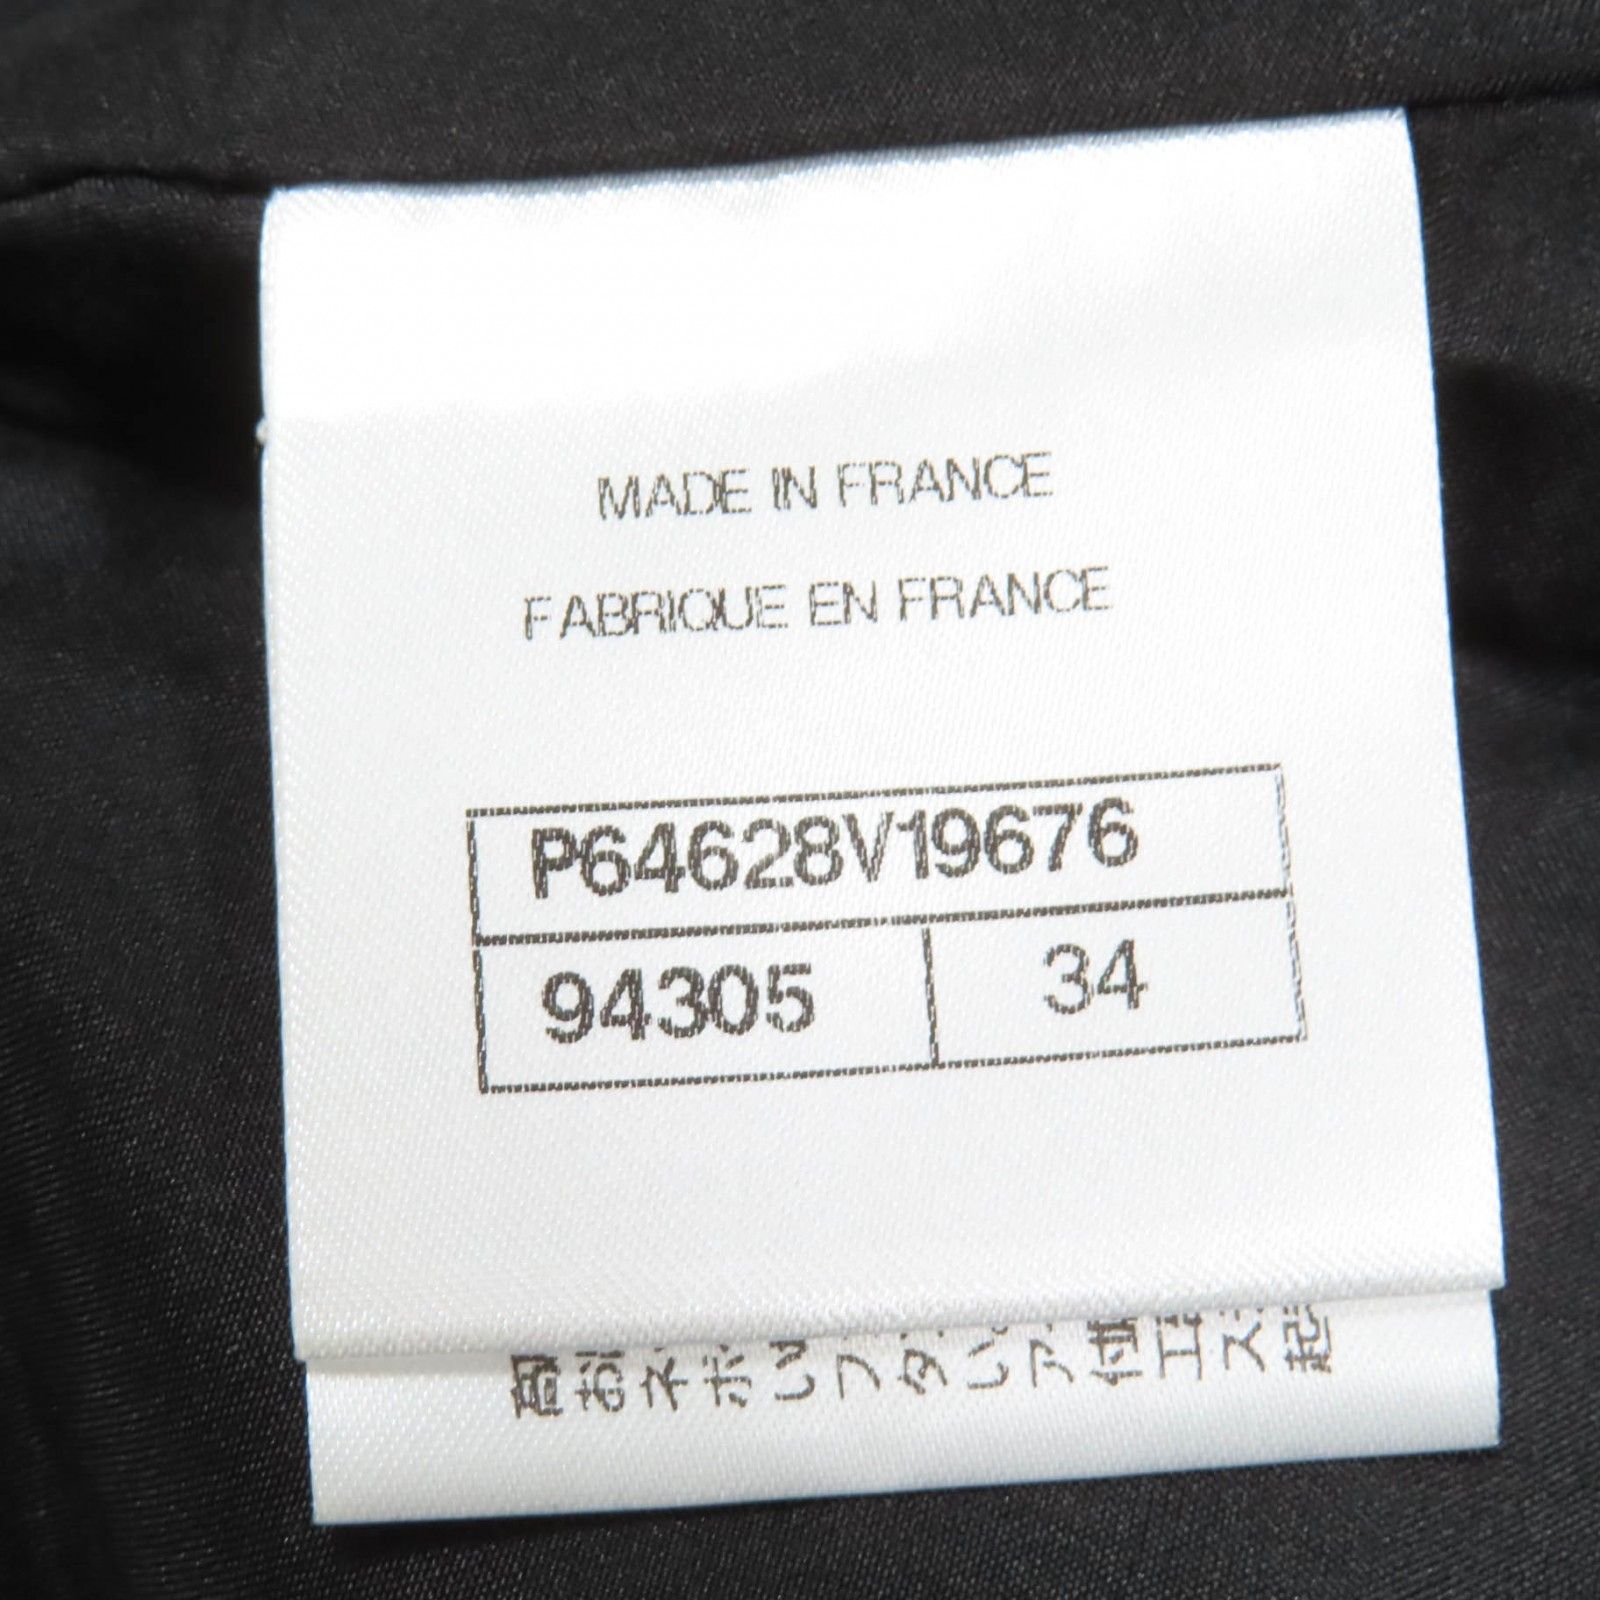 MADE IN FRANCE
FABRIQUE EN FRANCE
P64628V19676
94305 34